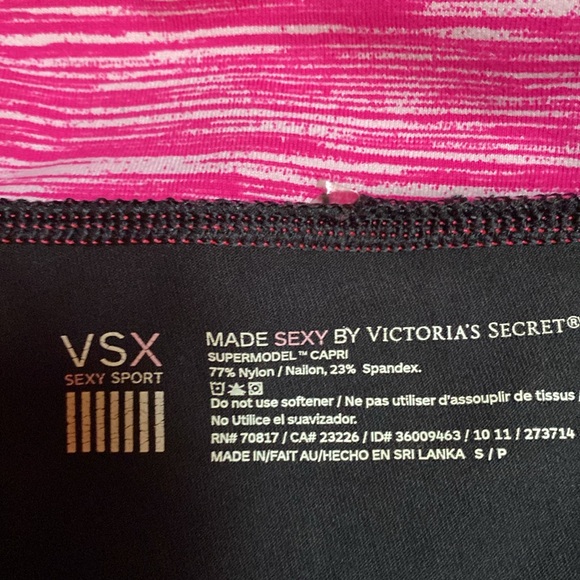 VSX
SEXY SPORT
MADE SEXY BY VICTORIA'S SECRET®
SUPERMODEL™ CAPRI
77% Nylon / Nailon, 23% Spandex.
Do not use softener / Ne pas utiliser d'assouplir de tissus /
No Utilice el suavizador.
RN# 70817 / CA# 23226 / ID# 36009463 / 10 11 / 273714
MADE IN/FAIT AU/HECHO EN SRI LANKA S / P